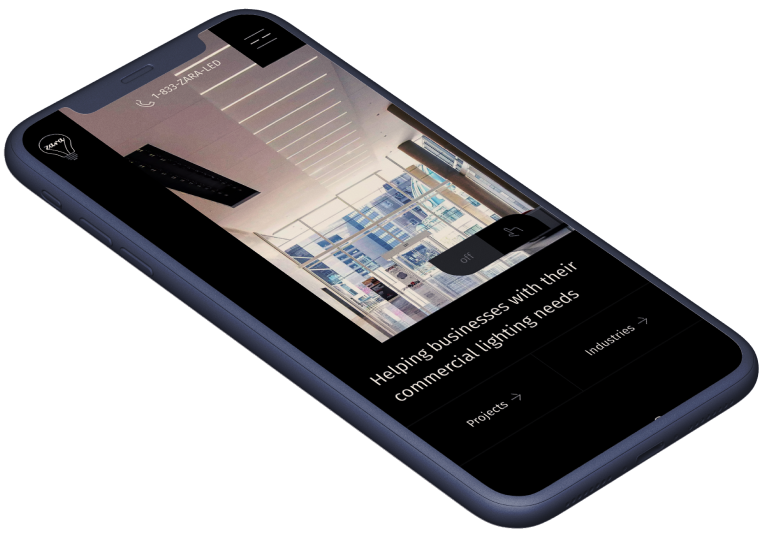 1-833-ZARA-LED
zara
off
Helping businesses with their
commercial lighting needs
Projects →
Industries →